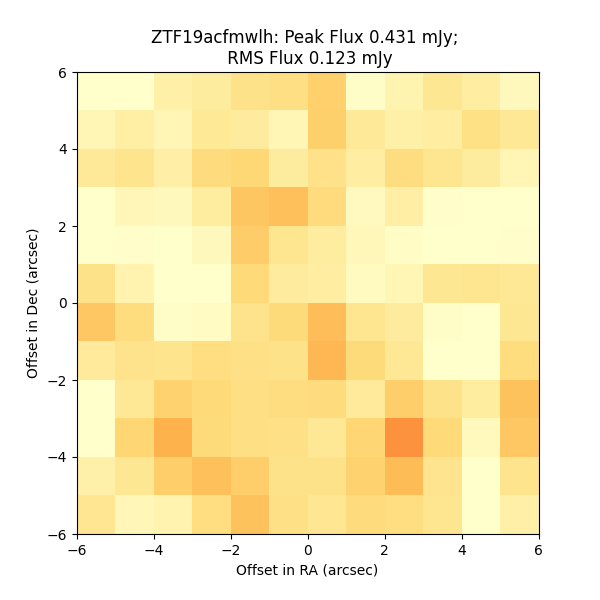 ZTF19acfmwlh: Peak Flux 0.431 mJy;
RMS Flux 0.123 mJy
6
4
2
0
−2
−4
−6
Offset in Dec (arcsec)
−6 −4 −2 0 2 4 6
Offset in RA (arcsec)